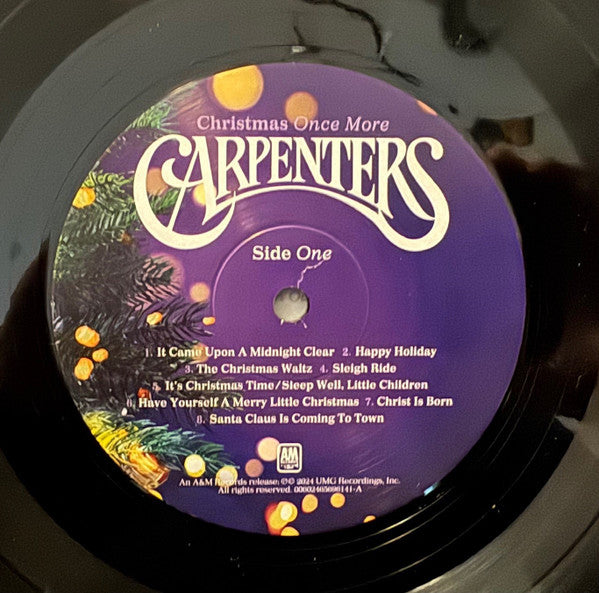 Christmas Once More
CARPENTERS
Side One
1. It Came Upon A Midnight Clear 2. Happy Holiday
3. The Christmas Waltz 4. Sleigh Ride
5. It's Christmas Time/Sleep Well, Little Children
6. Have Yourself A Merry Little Christmas 7. Christ Is Born
8. Santa Claus Is Coming To Town
AM
An A&M Records release; ℗© 2024 UMG Recordings, Inc.
All rights reserved. 00602465698141-A